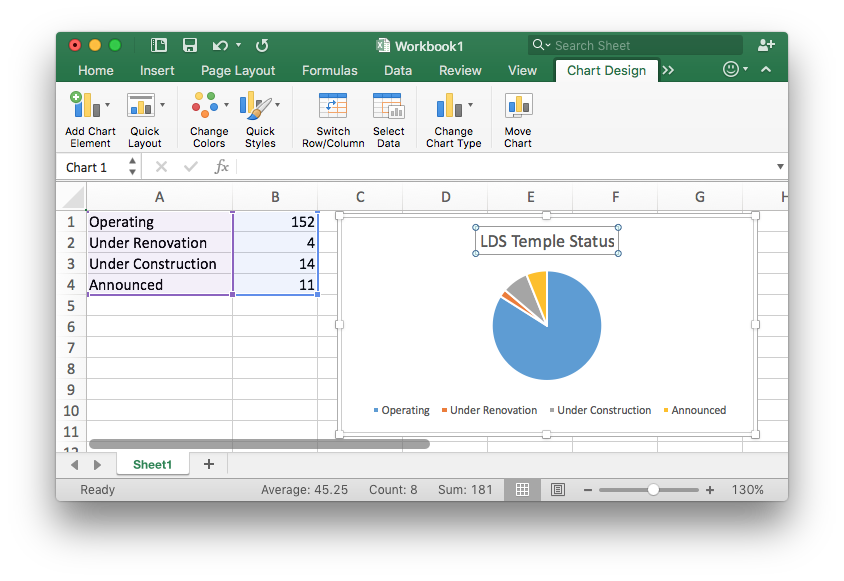 Workbook1
Search Sheet
Home Insert Page Layout Formulas Data Review View Chart Design >>
Add Chart Element
Quick Layout
Change Colors
Quick Styles
Switch Row/Column
Select Data
Change Chart Type
Move Chart
Chart 1 fx
A B C D E F G H
1 Operating 152
2 Under Renovation 4
3 Under Construction 14
4 Announced 11
5
6
7
8
9
10
11
12
LDS Temple Status
Operating Under Renovation Under Construction Announced
Sheet1 +
Ready Average: 45.25 Count: 8 Sum: 181 − + 130%